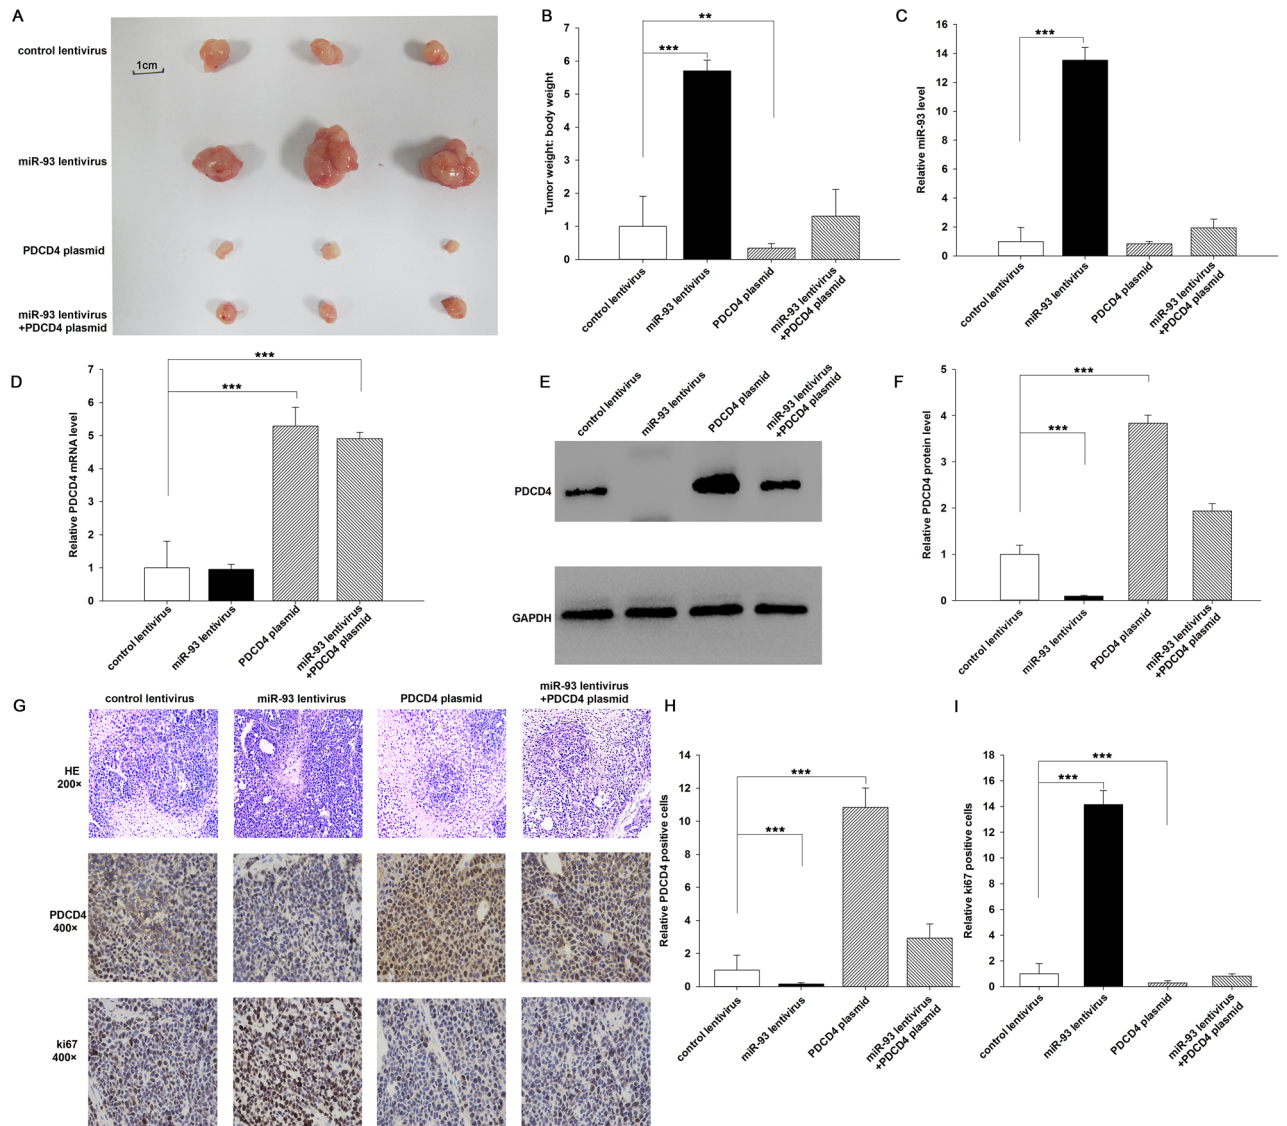 A
control lentivirus
1cm
miR-93 lentivirus
PDCD4 plasmid
miR-93 lentivirus
+PDCD4 plasmid
B
Tumor weight: body weight
7
6
5
4
3
2
1
0
**
***
control lentivirus
miR-93 lentivirus
PDCD4 plasmid
miR-93 lentivirus
+PDCD4 plasmid
C
Relative miR-93 level
16
14
12
10
8
6
4
2
0
***
control lentivirus
miR-93 lentivirus
PDCD4 plasmid
miR-93 lentivirus
+PDCD4 plasmid
D
Relative PDCD4 mRNA level
7
6
5
4
3
2
1
0
***
***
control lentivirus
miR-93 lentivirus
PDCD4 plasmid
miR-93 lentivirus
+PDCD4 plasmid
E
control lentivirus
miR-93 lentivirus
PDCD4 plasmid
miR-93 lentivirus
+PDCD4 plasmid
PDCD4
GAPDH
F
Relative PDCD4 protein level
5
4
3
2
1
0
***
***
control lentivirus
miR-93 lentivirus
PDCD4 plasmid
miR-93 lentivirus
+PDCD4 plasmid
G
control lentivirus
miR-93 lentivirus
PDCD4 plasmid
miR-93 lentivirus
+PDCD4 plasmid
HE
200×
PDCD4
400×
ki67
400×
H
Relative PDCD4 positive cells
14
12
10
8
6
4
2
0
***
***
control lentivirus
miR-93 lentivirus
PDCD4 plasmid
miR-93 lentivirus
+PDCD4 plasmid
I
Relative ki67 positive cells
18
16
14
12
10
8
6
4
2
0
***
***
control lentivirus
miR-93 lentivirus
PDCD4 plasmid
miR-93 lentivirus
+PDCD4 plasmid